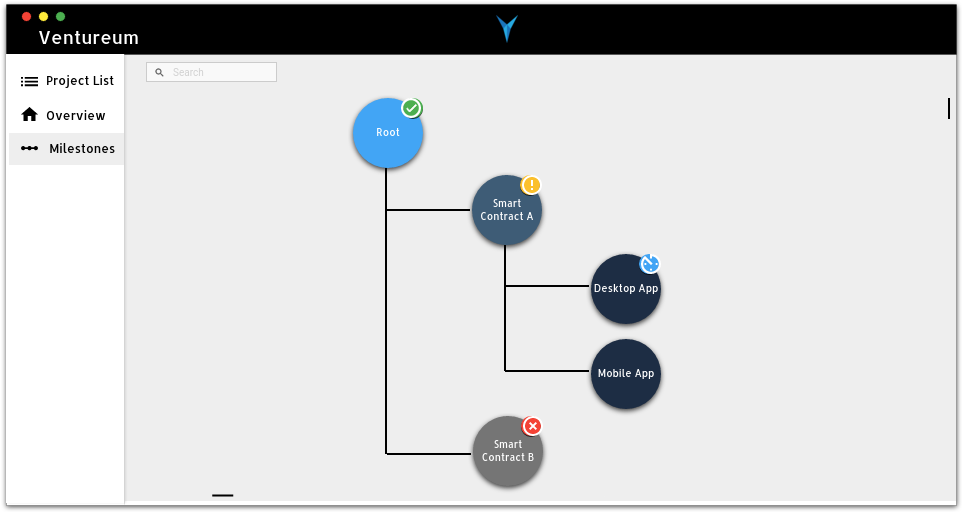 Ventureum
Project List
Overview
Milestones
Search
Root
Smart
Contract A
Desktop App
Mobile App
Smart
Contract B